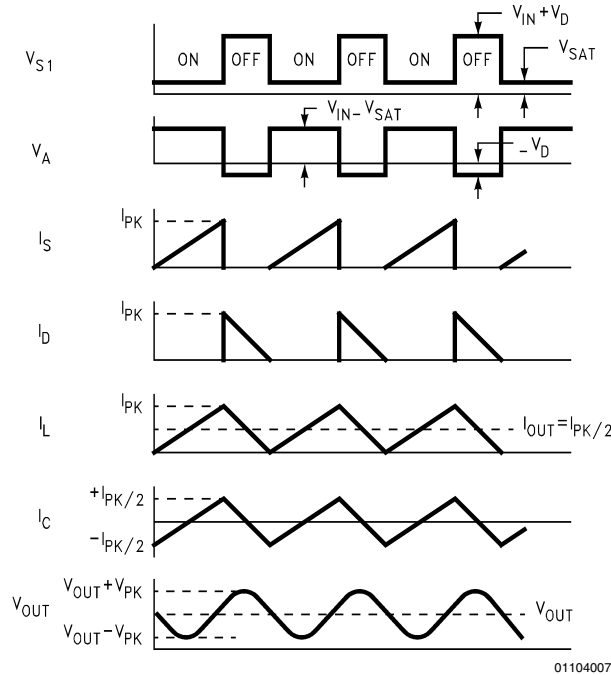 V_IN + V_D
V_S1
ON OFF ON OFF ON OFF
V_SAT
V_IN – V_SAT
V_A
– V_D
I_PK
I_S
I_PK
I_D
I_PK
I_L
I_OUT = I_PK/2
+I_PK/2
I_C
–I_PK/2
V_OUT + V_PK
V_OUT
V_OUT
V_OUT – V_PK
01104007